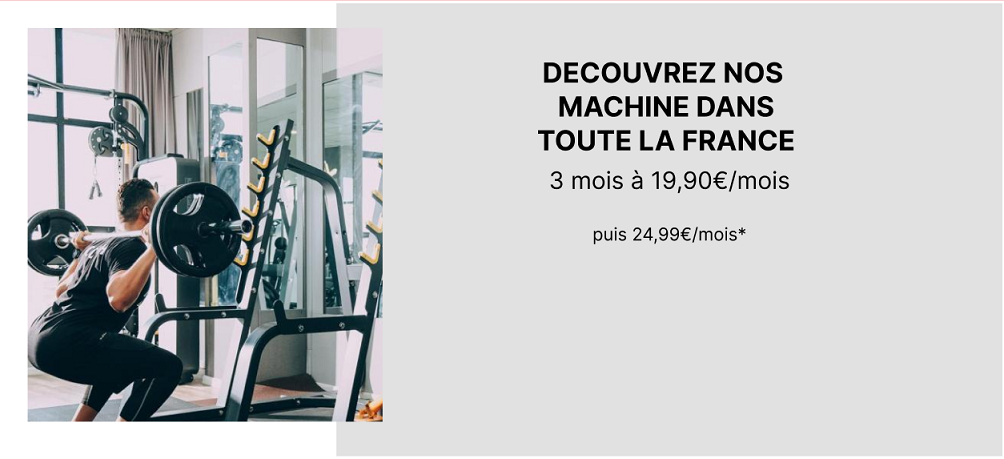 DECOUVREZ NOS
MACHINE DANS
TOUTE LA FRANCE
3 mois à 19,90€/mois
puis 24,99€/mois*